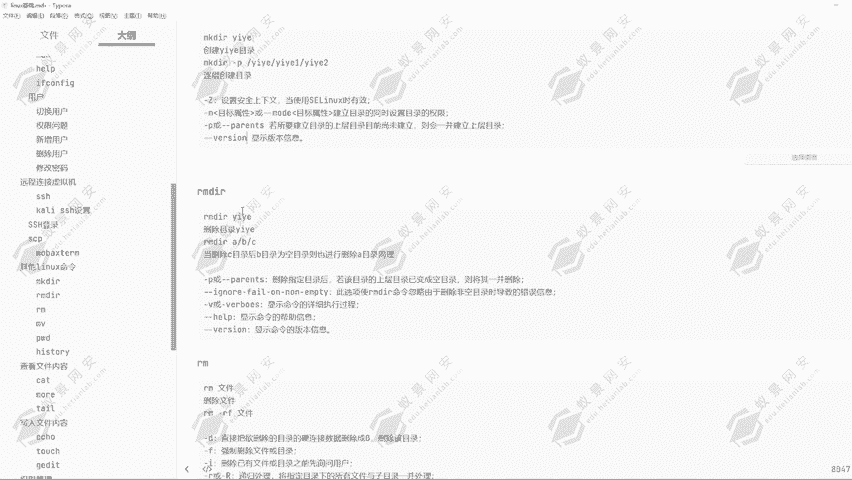 linux基础.md - Typora
文件(F) 编辑(E) 段落(P) 格式(O) 视图(V) 主题(T) 帮助(H)
文件 大纲
help
ifconfig
用户
切换用户
权限问题
新增用户
删除用户
修改密码
远程连接虚拟机
ssh
kali ssh设置
SSH登录
scp
mobaxterm
其他linux命令
mkdir
rmdir
rm
mv
pwd
history
查看文件内容
cat
more
tail
写入文件内容
echo
touch
gedit
mkdir yiye
创建yiye目录
mkdir -p /yiye/yiye1/yiye2
逐层创建目录
-Z：设置安全上下文，当使用SELinux时有效；
-m<目标属性>或--mode<目标属性>建立目录的同时设置目录的权限；
-p或--parents 若所要建立目录的上层目录目前尚未建立，则会一并建立上层目录；
--version 显示版本信息。
rmdir
rmdir yiye
删除目录yiye
rmdir a/b/c
当删除c目录后b目录为空目录则也进行删除a目录同理
-p或--parents：删除指定目录后，若该目录的上层目录已变成空目录，则将其一并删除；
--ignore-fail-on-non-empty：此选项使rmdir命令忽略由于删除非空目录时导致的错误信息；
-v或-verboes：显示命令的详细执行过程；
--help：显示命令的帮助信息；
--version：显示命令的版本信息。
rm
rm 文件
删除文件
rm -rf 文件
-d：直接把欲删除的目录的硬连接数据删除成0，删除该目录；
-f：强制删除文件或目录；
-i：删除已有文件或目录之前先询问用户；
-r或-R：递归处理，将指定目录下的所有文件与子目录一并处理；
8047
蚁景网安
edu.hetianlab.com